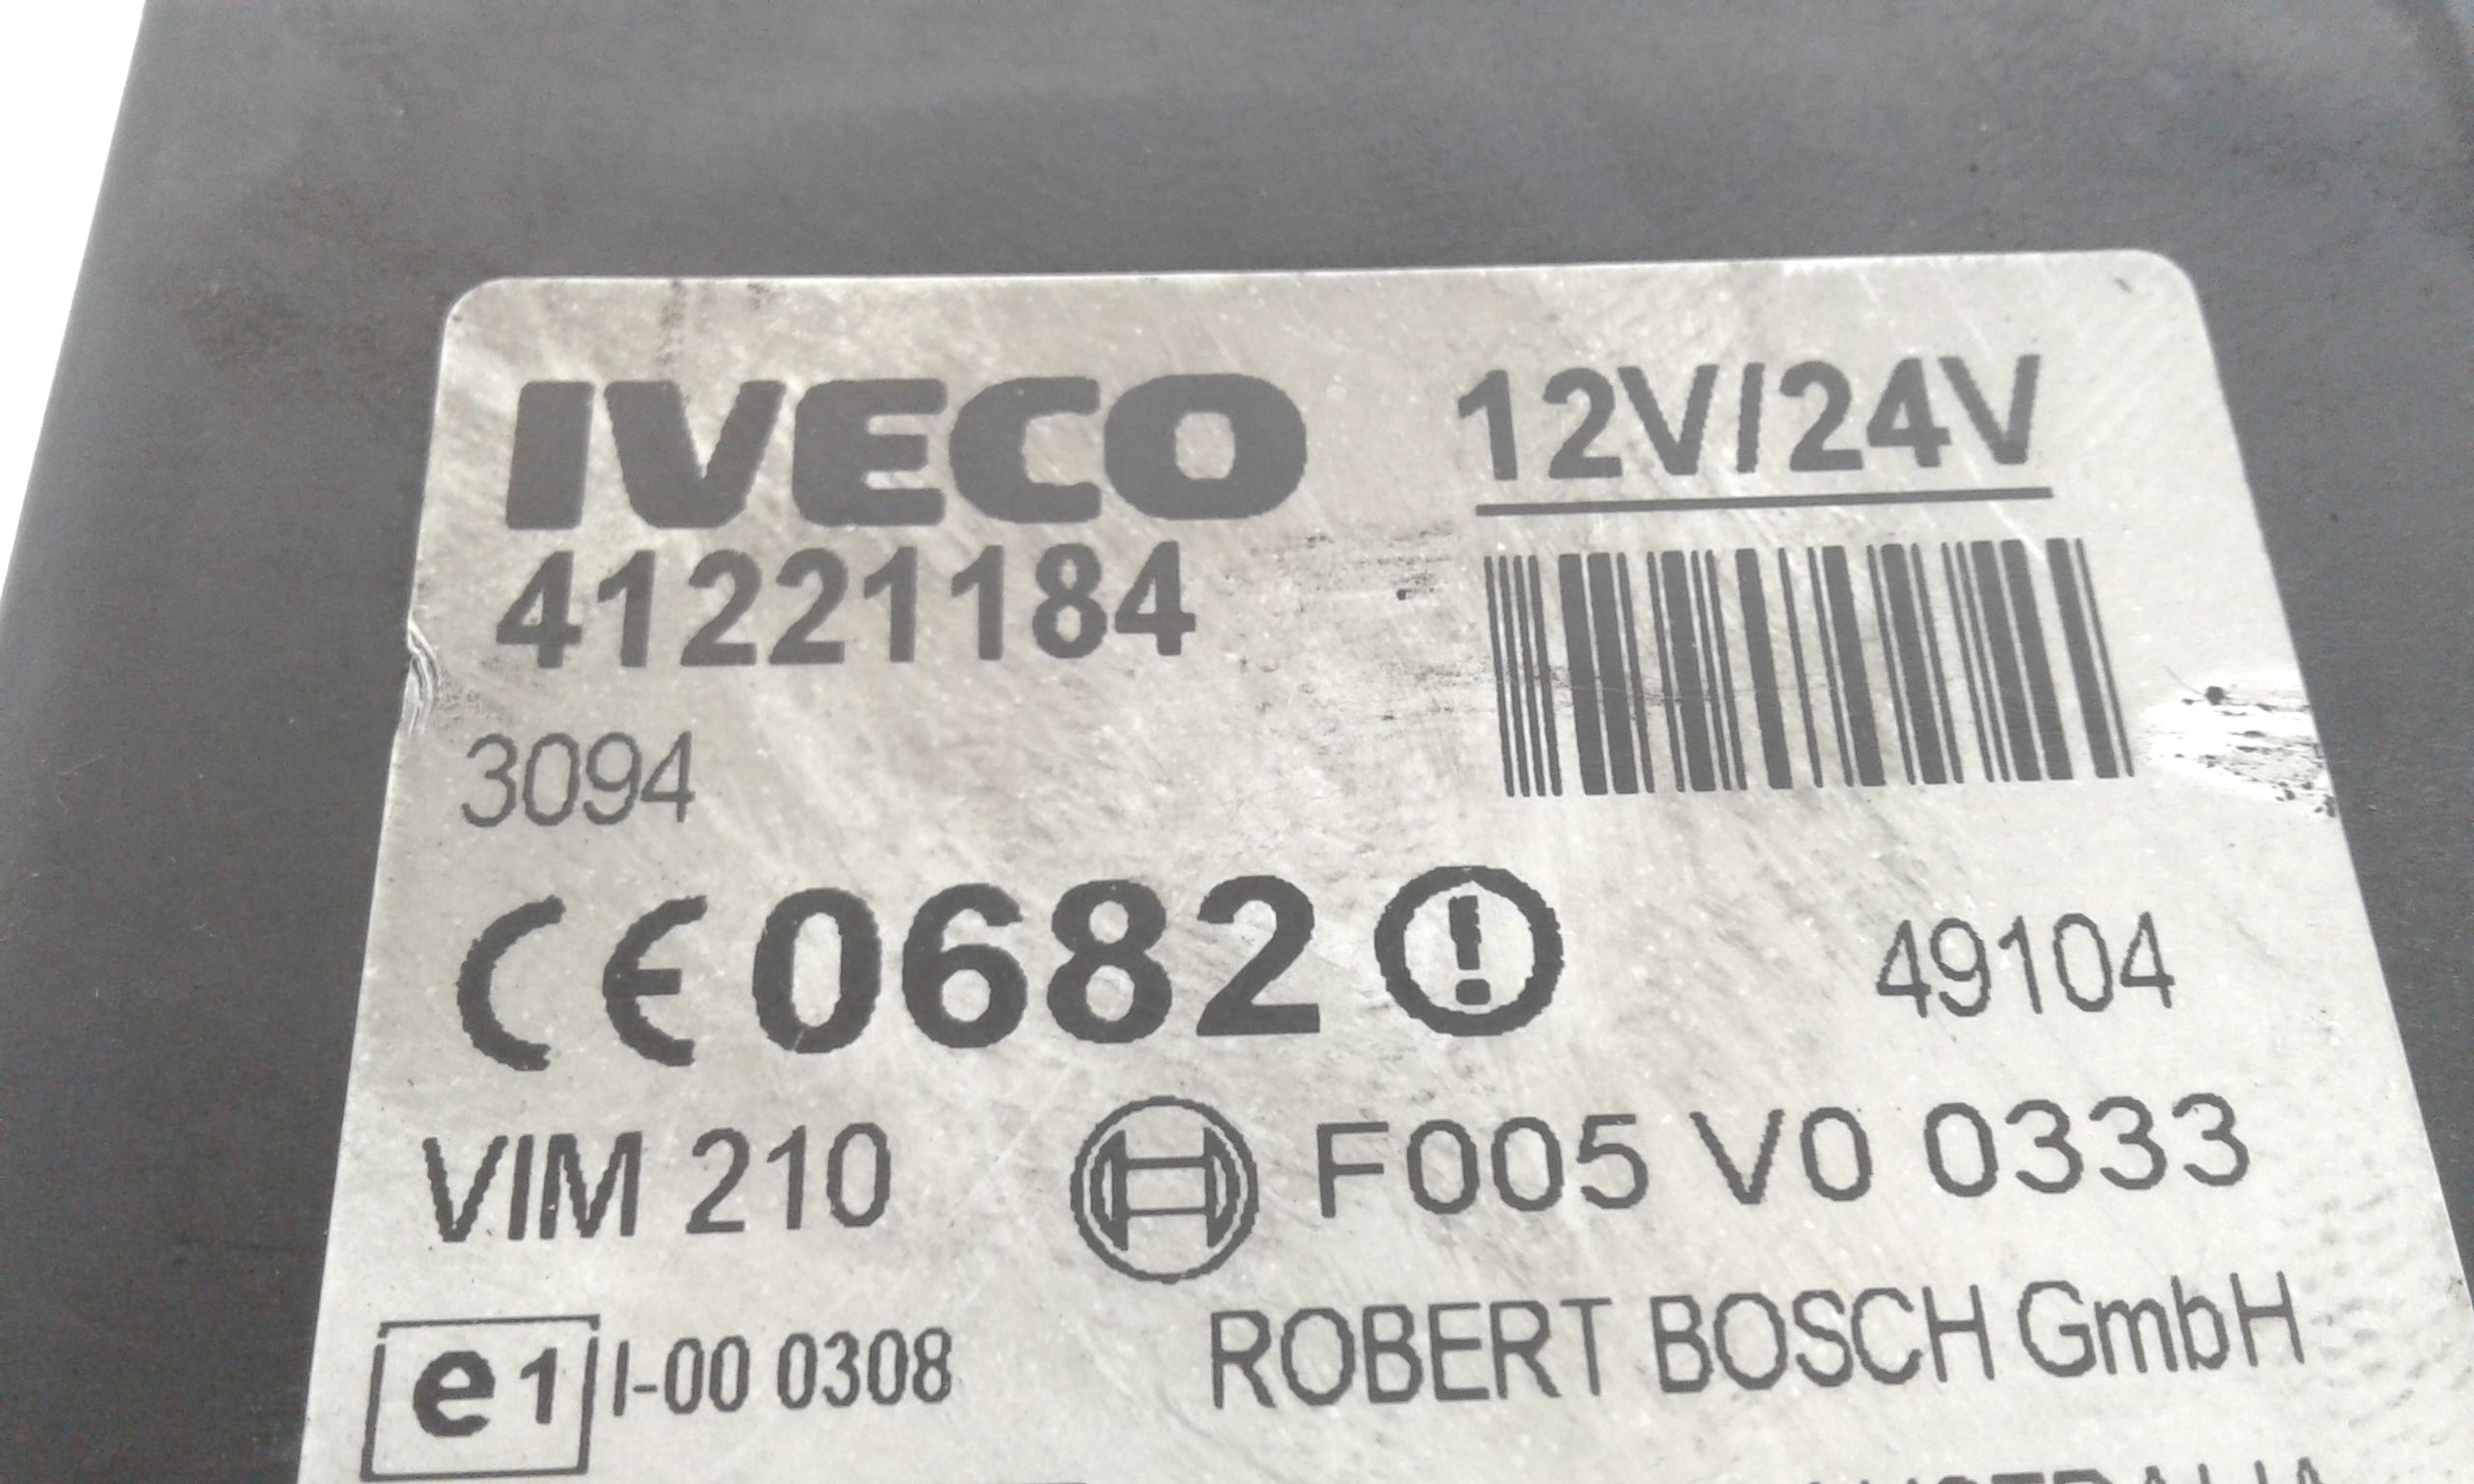 IVECO 12V/24V
41221184
3094
CE 0682 ! 49104
VIM 210 F005 V0 0333
e1 I-00 0308 ROBERT BOSCH GmbH
AUSTRALIA